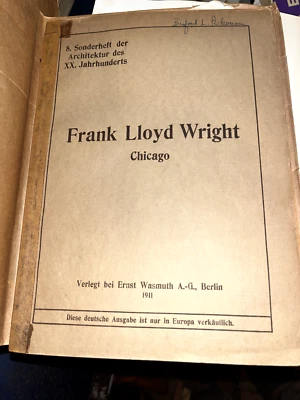 8. Sonderheft der
Architektur des
XX. Jahrhunderts
Frank Lloyd Wright
Chicago
Verlegt bei Ernst Wasmuth A.-G., Berlin
1911
Diese deutsche Ausgabe ist nur in Europa verkäuflich.